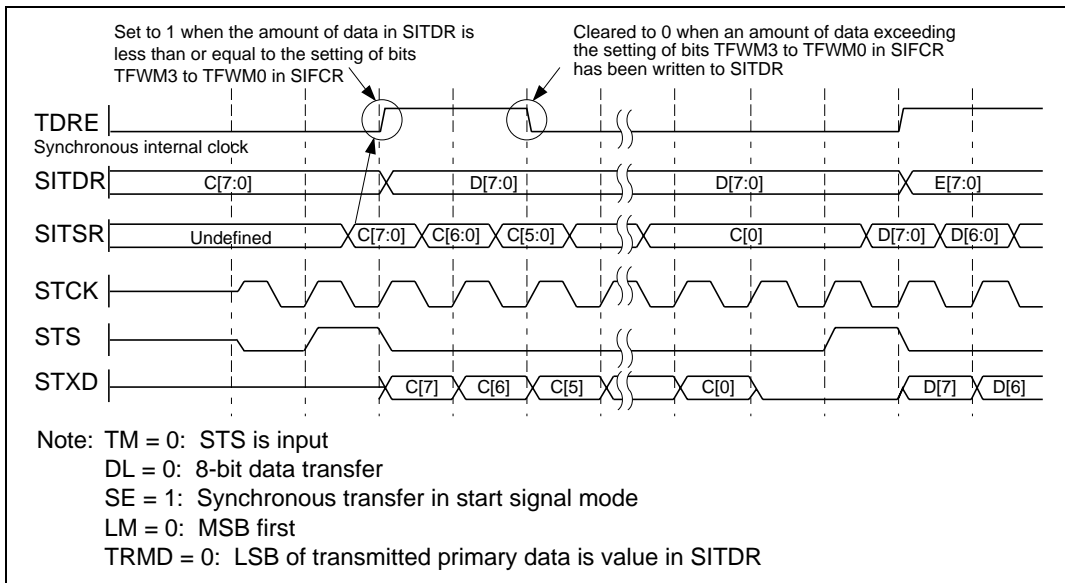 Set to 1 when the amount of data in SITDR is
less than or equal to the setting of bits
TFWM3 to TFWM0 in SIFCR
Cleared to 0 when an amount of data exceeding
the setting of bits TFWM3 to TFWM0 in SIFCR
has been written to SITDR
TDRE
Synchronous internal clock
SITDR C[7:0] D[7:0] D[7:0] E[7:0]
SITSR Undefined C[7:0] C[6:0] C[5:0] C[0] D[7:0] D[6:0]
STCK
STS
STXD C[7] C[6] C[5] C[0] D[7] D[6]
Note: TM = 0: STS is input
DL = 0: 8-bit data transfer
SE = 1: Synchronous transfer in start signal mode
LM = 0: MSB first
TRMD = 0: LSB of transmitted primary data is value in SITDR